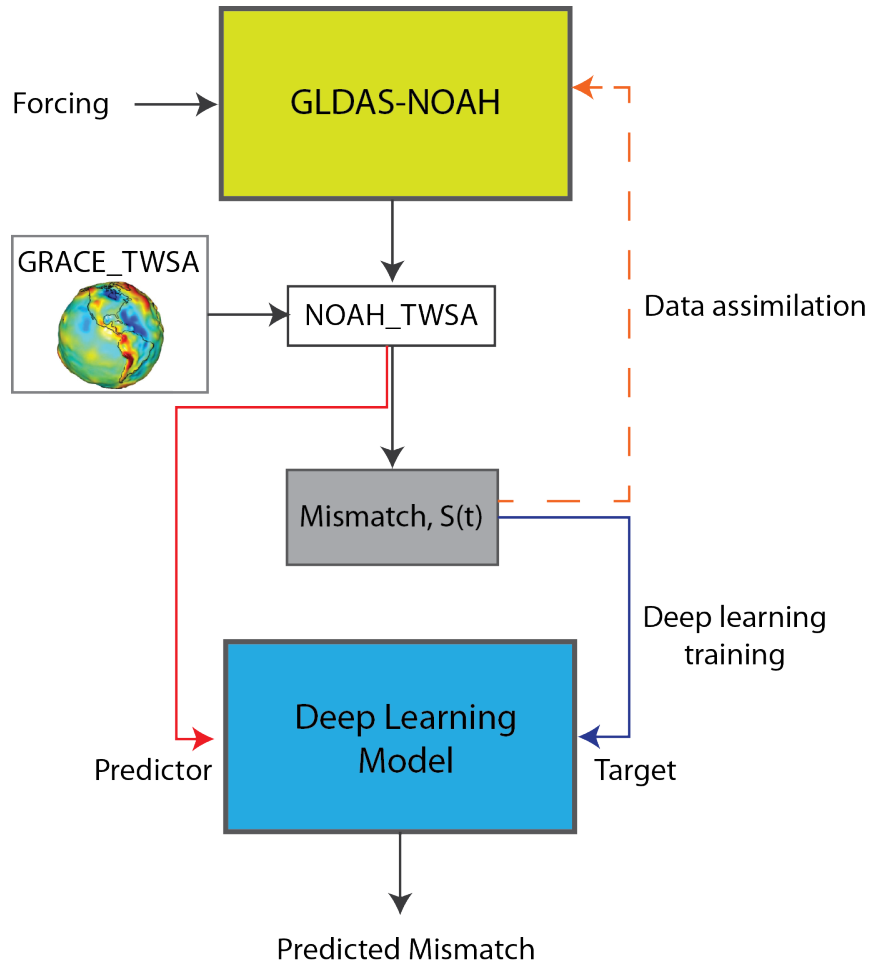 GLDAS-NOAH
Forcing
GRACE_TWSA
NOAH_TWSA
Data assimilation
Mismatch, S(t)
Deep learning
training
Deep Learning
Model
Predictor
Target
Predicted Mismatch